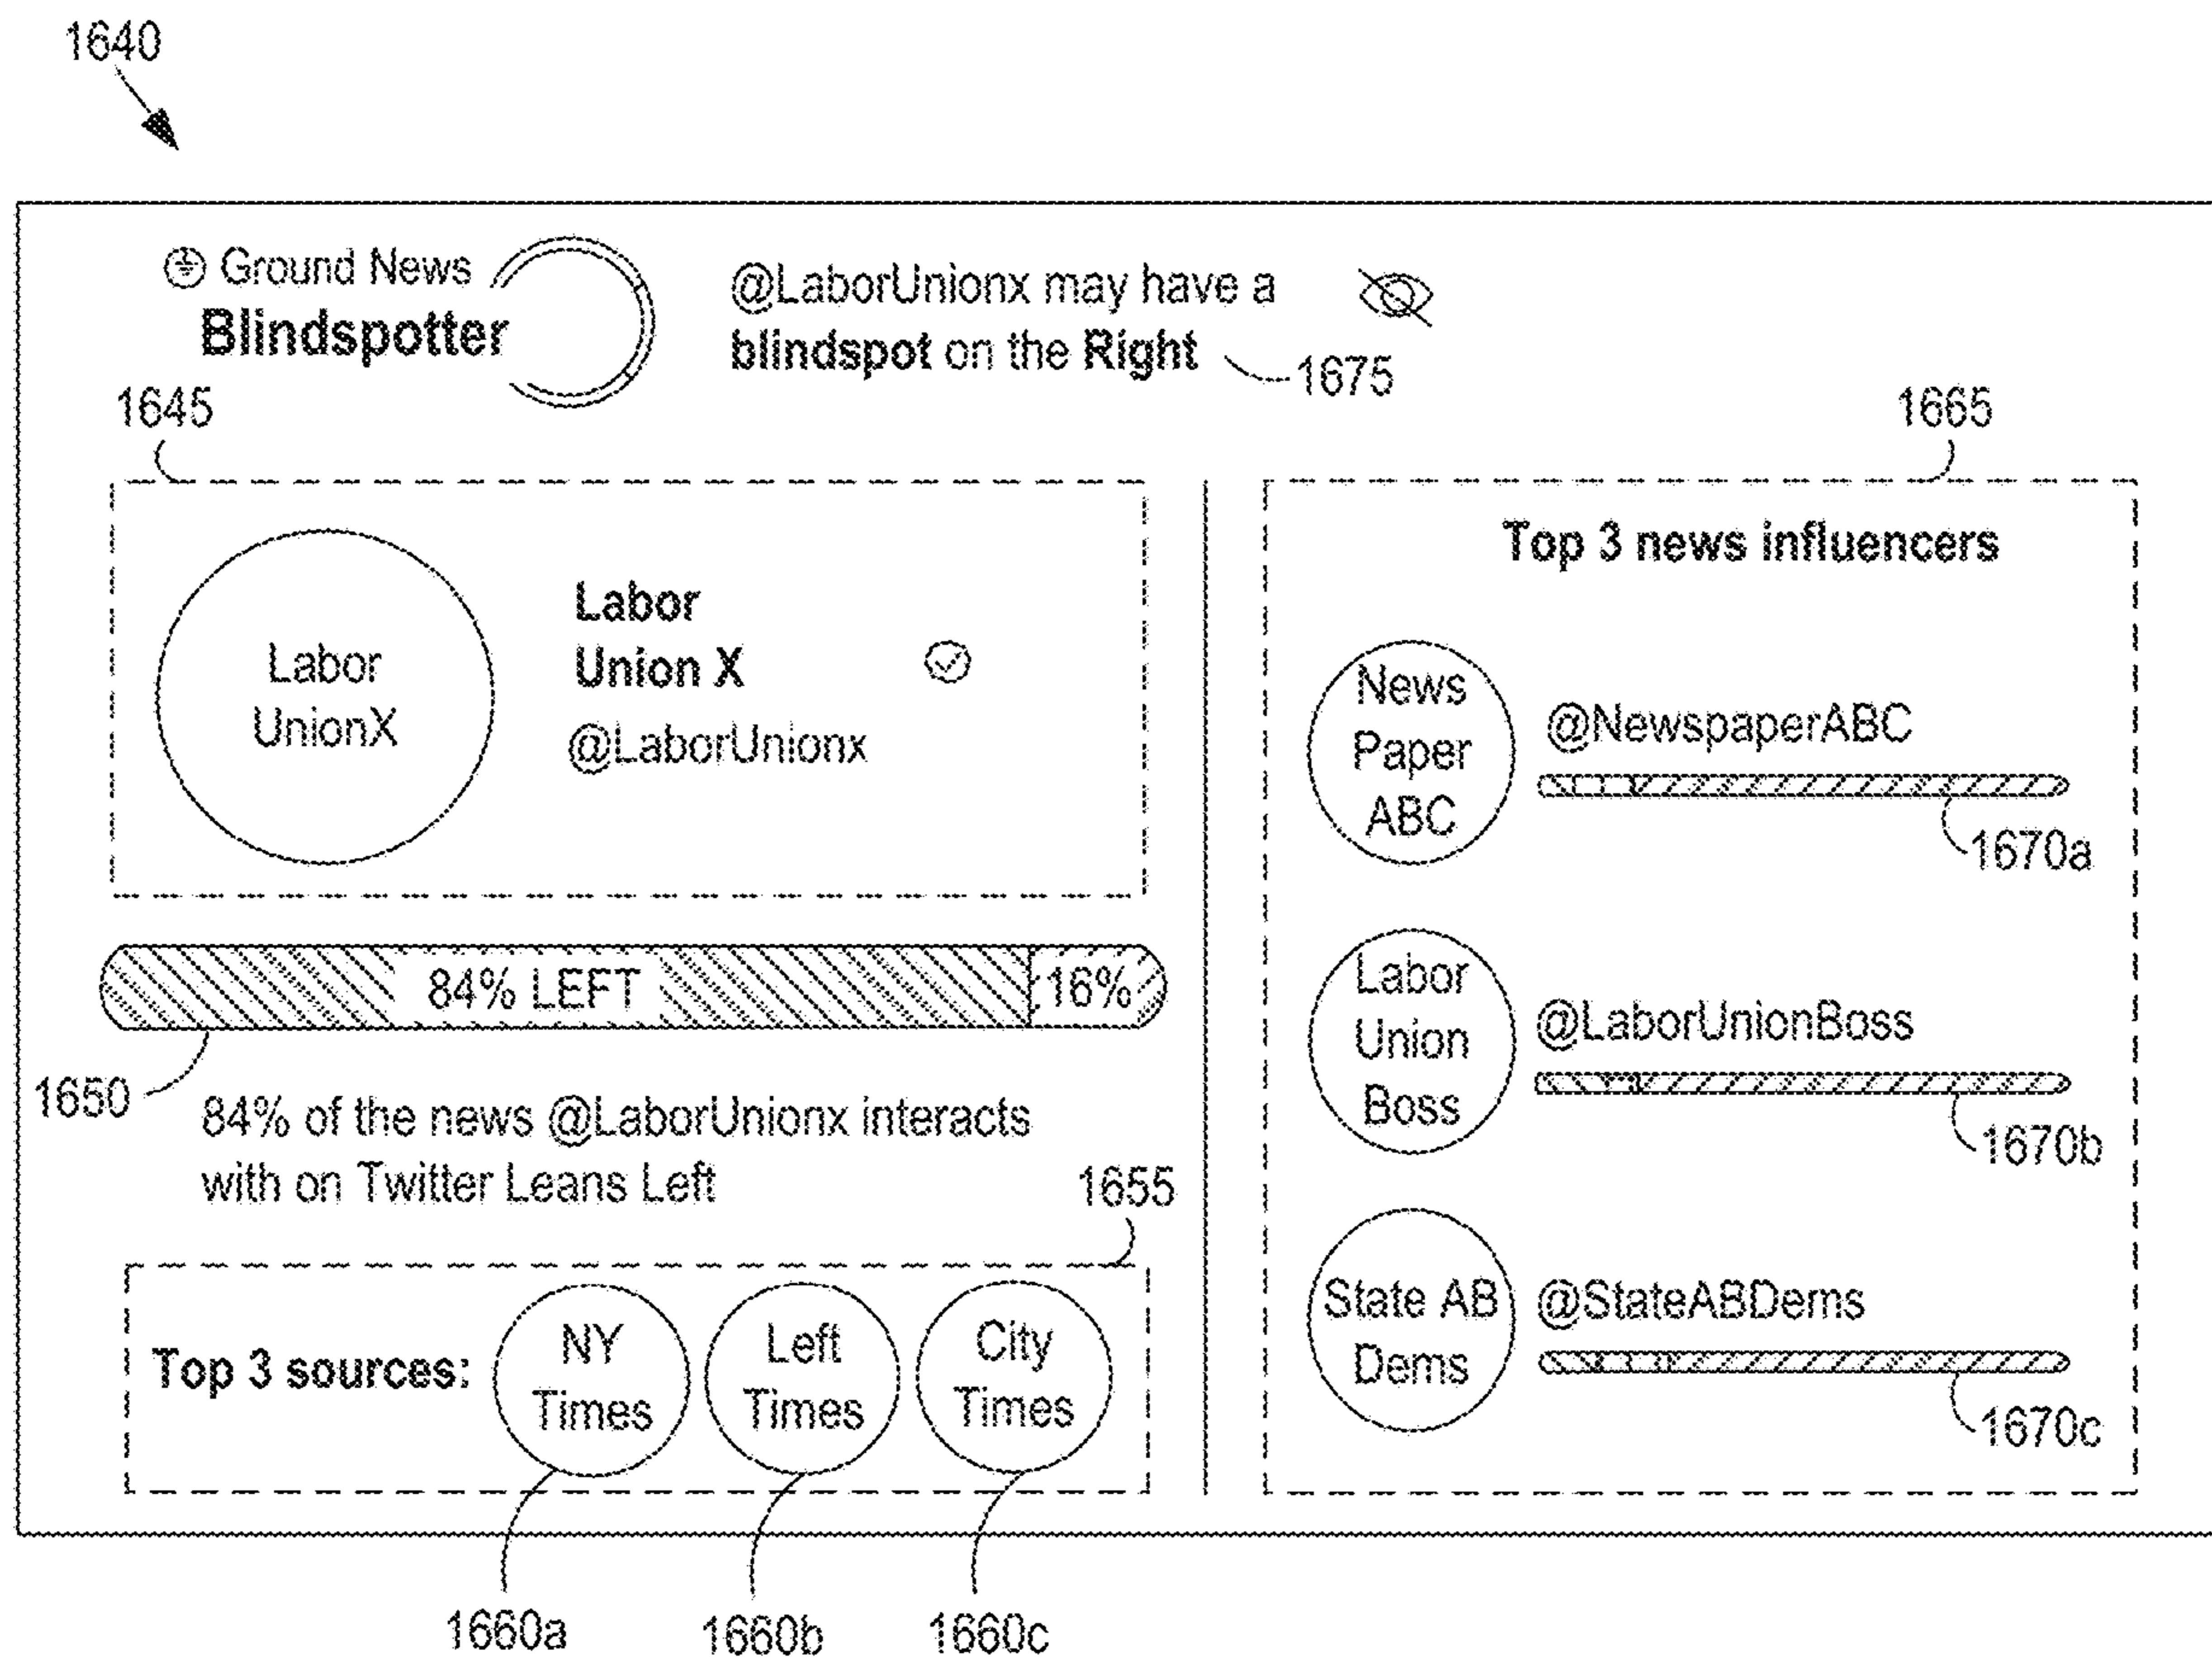 1640
Ground News
Blindspotter
@LaborUnionx may have a
blindspot on the Right
1675
1645
Labor
UnionX
Labor
Union X
@LaborUnionx
84% LEFT
16%
1650
84% of the news @LaborUnionx interacts
with on Twitter Leans Left
1655
Top 3 sources:
NY
Times
Left
Times
City
Times
1660a
1660b
1660c
1665
Top 3 news influencers
News
Paper
ABC
@NewspaperABC
1670a
Labor
Union
Boss
@LaborUnionBoss
1670b
State AB
Dems
@StateABDems
1670c